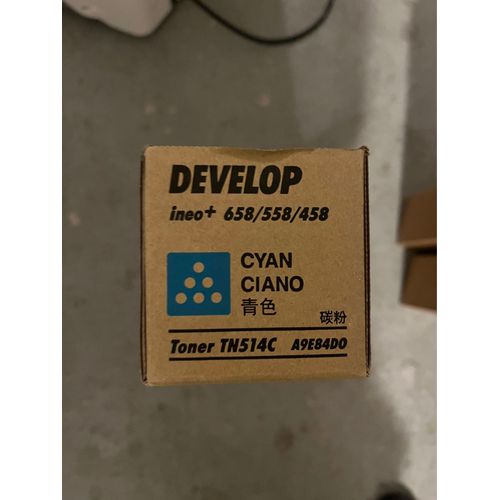 DEVELOP
ineo+ 658/558/458
CYAN
CIANO
青色
碳粉
Toner TN514C A9E84D0